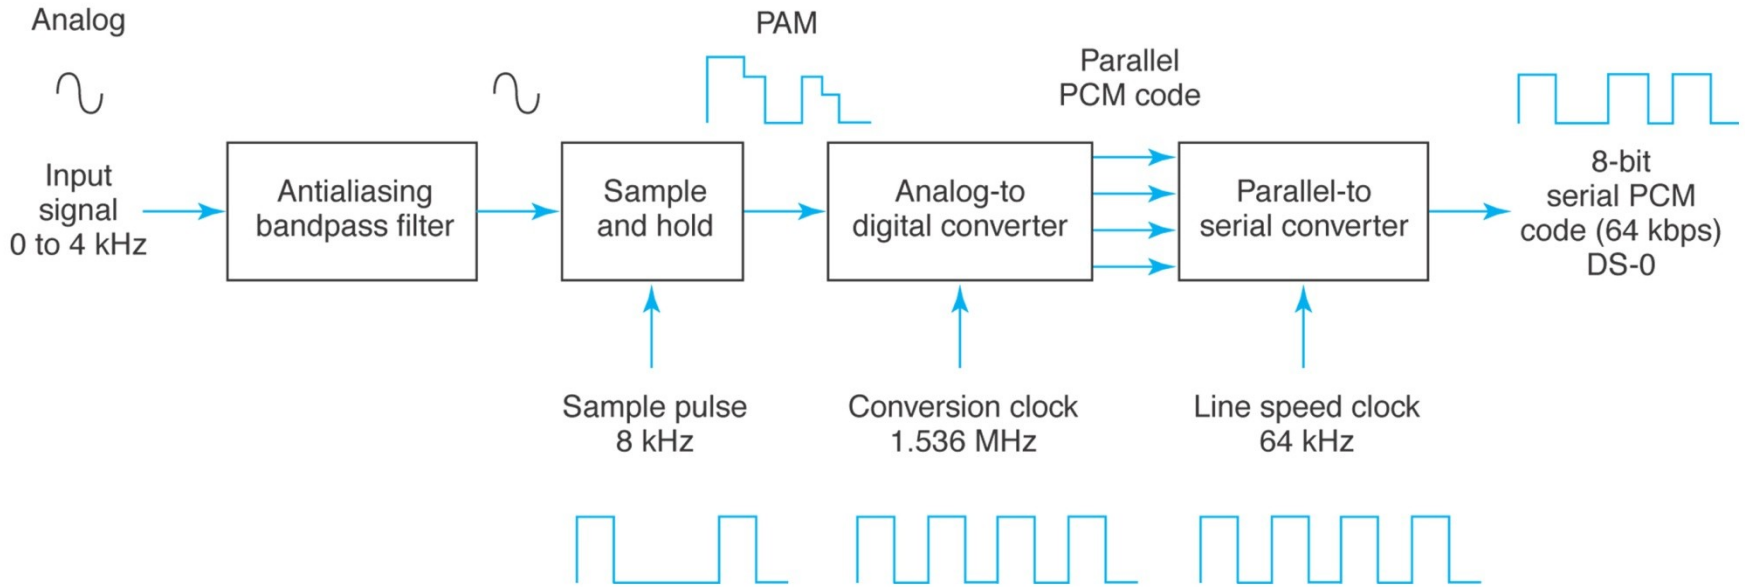 Analog
PAM
Parallel
PCM code
Input
signal
0 to 4 kHz
Antialiasing
bandpass filter
Sample
and hold
Analog-to
digital converter
Parallel-to
serial converter
8-bit
serial PCM
code (64 kbps)
DS-0
Sample pulse
8 kHz
Conversion clock
1.536 MHz
Line speed clock
64 kHz